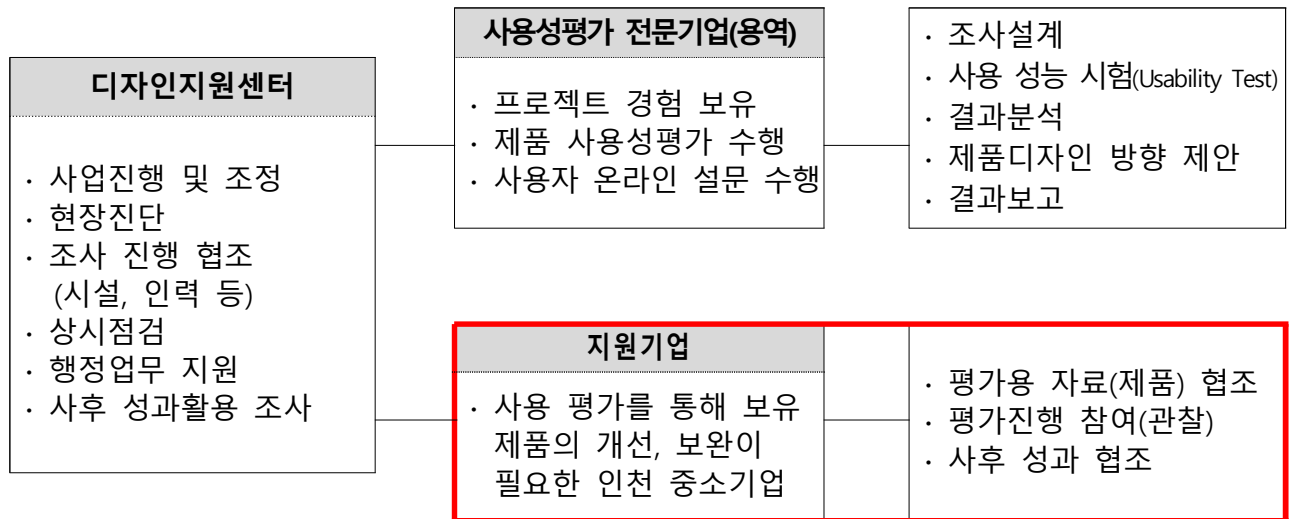 디자인지원센터
· 사업진행 및 조정
· 현장진단
· 조사 진행 협조
(시설, 인력 등)
· 상시점검
· 행정업무 지원
· 사후 성과활용 조사
사용성평가 전문기업(용역)
· 프로젝트 경험 보유
· 제품 사용성평가 수행
· 사용자 온라인 설문 수행
· 조사설계
· 사용 성능 시험(Usability Test)
· 결과분석
· 제품디자인 방향 제안
· 결과보고
지원기업
· 사용 평가를 통해 보유
제품의 개선, 보완이
필요한 인천 중소기업
· 평가용 자료(제품) 협조
· 평가진행 참여(관찰)
· 사후 성과 협조